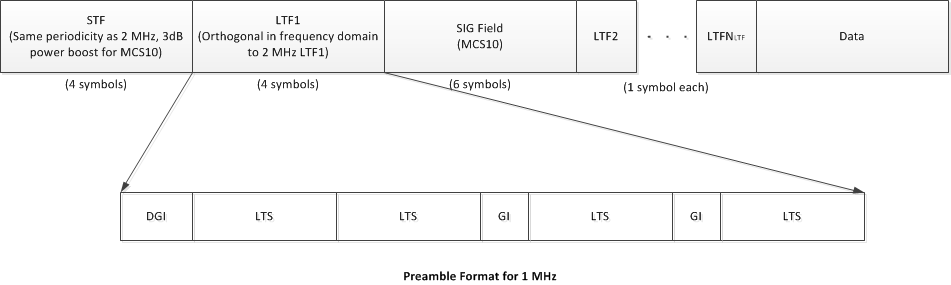 STF
(Same periodicity as 2 MHz, 3dB
power boost for MCS10)
LTF1
(Orthogonal in frequency domain
to 2 MHz LTF1)
SIG Field
(MCS10)
LTF2
. . .
LTFN_LTF
Data
(4 symbols)
(4 symbols)
(6 symbols)
(1 symbol each)
DGI
LTS
LTS
GI
LTS
GI
LTS
Preamble Format for 1 MHz